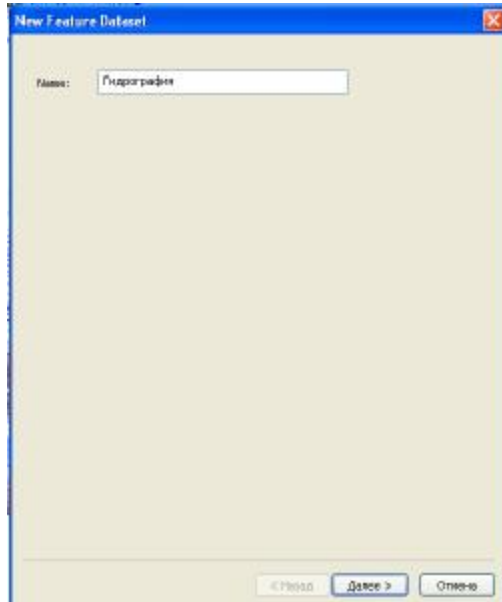 New Feature Dataset
Name:
Гидрография
< Назад
Далее >
Отмена